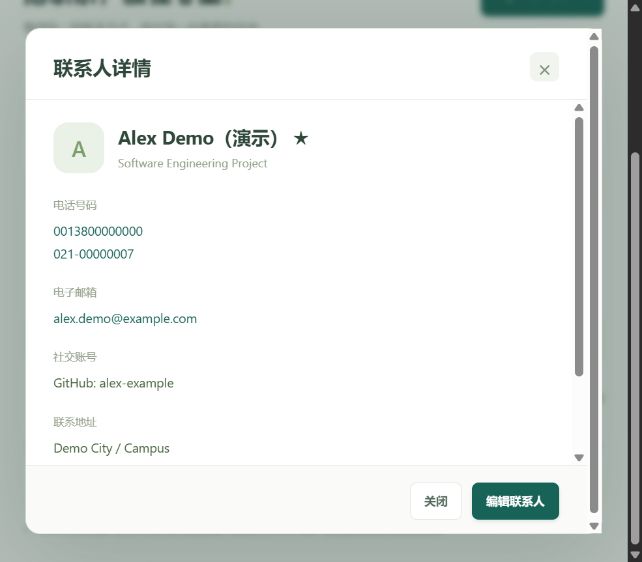 联系人详情
×
A
Alex Demo（演示） ★
Software Engineering Project
电话号码
0013800000000
021-00000007
电子邮箱
alex.demo@example.com
社交账号
GitHub: alex-example
联系地址
Demo City / Campus
关闭
编辑联系人